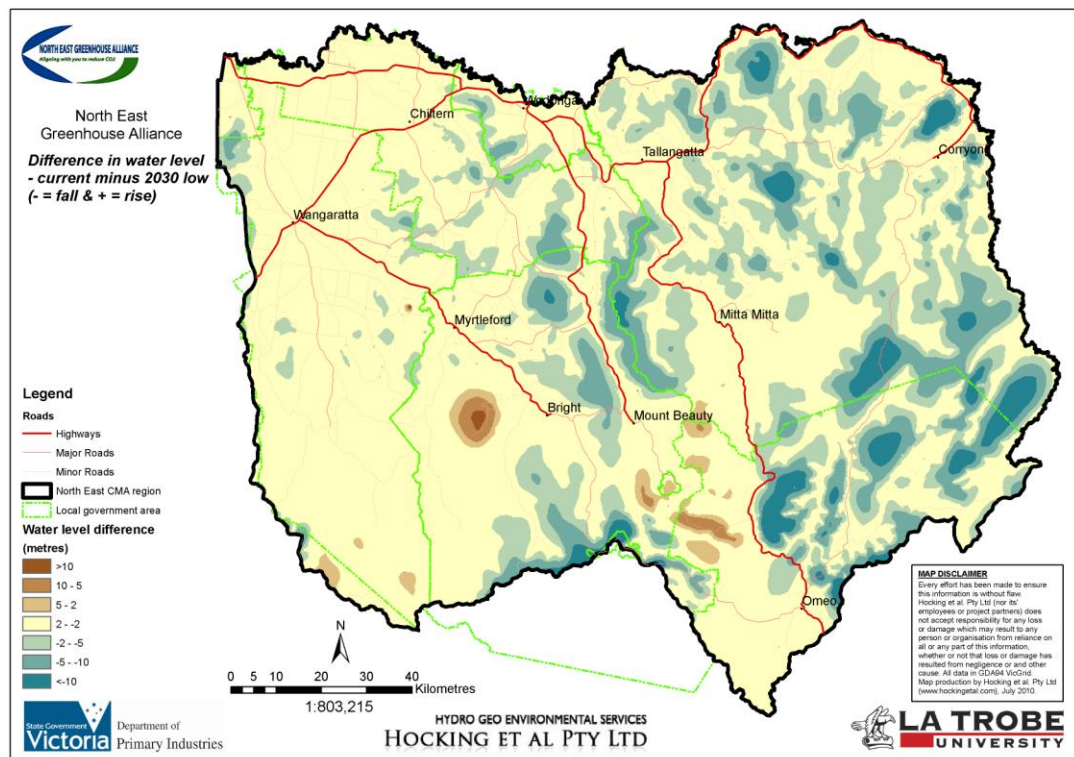 NORTH EAST GREENHOUSE ALLIANCE
Aligning with you to reduce CO2
North East
Greenhouse Alliance
Difference in water level
- current minus 2030 low
(- = fall & + = rise)
Wodonga
Chiltern
Tallangatta
Corryong
Wangaratta
Mitta Mitta
Myrtleford
Bright
Mount Beauty
Omeo
Legend
Roads
Highways
Major Roads
Minor Roads
North East CMA region
Local government area
Water level difference
(metres)
>10
10 - 5
5 - 2
2 - -2
-2 - -5
-5 - -10
<-10
N
0 5 10 20 30 40
Kilometres
1:803,215
MAP DISCLAIMER
Every effort has been made to ensure
this information is without flaw.
Hocking et al. Pty Ltd (nor its'
employees or project partners) does
not accept responsibility for any loss
or damage which may result to any
person or organisation from reliance on
all or any part of this information,
whether or not that loss or damage has
resulted from negligence or and other
cause. All data in GDA94 VicGrid.
Map production by Hocking et al. Pty Ltd
(www.hockingetal.com), July 2010.
State Government
Victoria
Department of
Primary Industries
HYDRO GEO ENVIRONMENTAL SERVICES
HOCKING ET AL PTY LTD
LA TROBE
UNIVERSITY